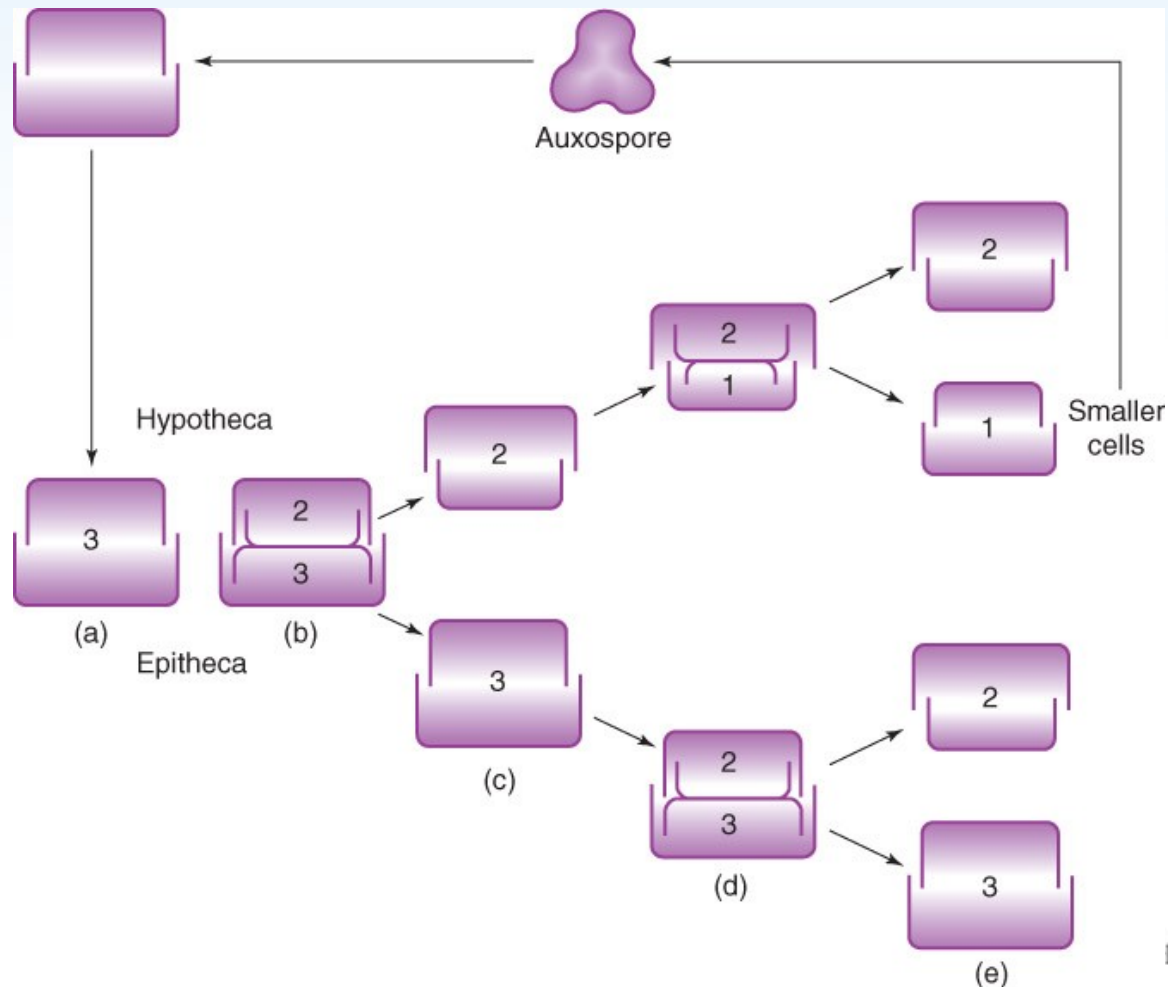 Auxospore
2
2
1
Hypotheca
2
1
Smaller
cells
3
2
3
(a)
(b)
Epitheca
3
(c)
2
2
3
(d)
3
(e)